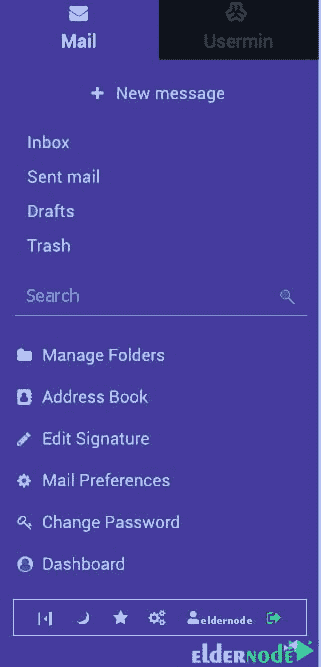 Mail
Usermin
New message
Inbox
Sent mail
Drafts
Trash
Search
Manage Folders
Address Book
Edit Signature
Mail Preferences
Change Password
Dashboard
eldernode
ELDERNODE